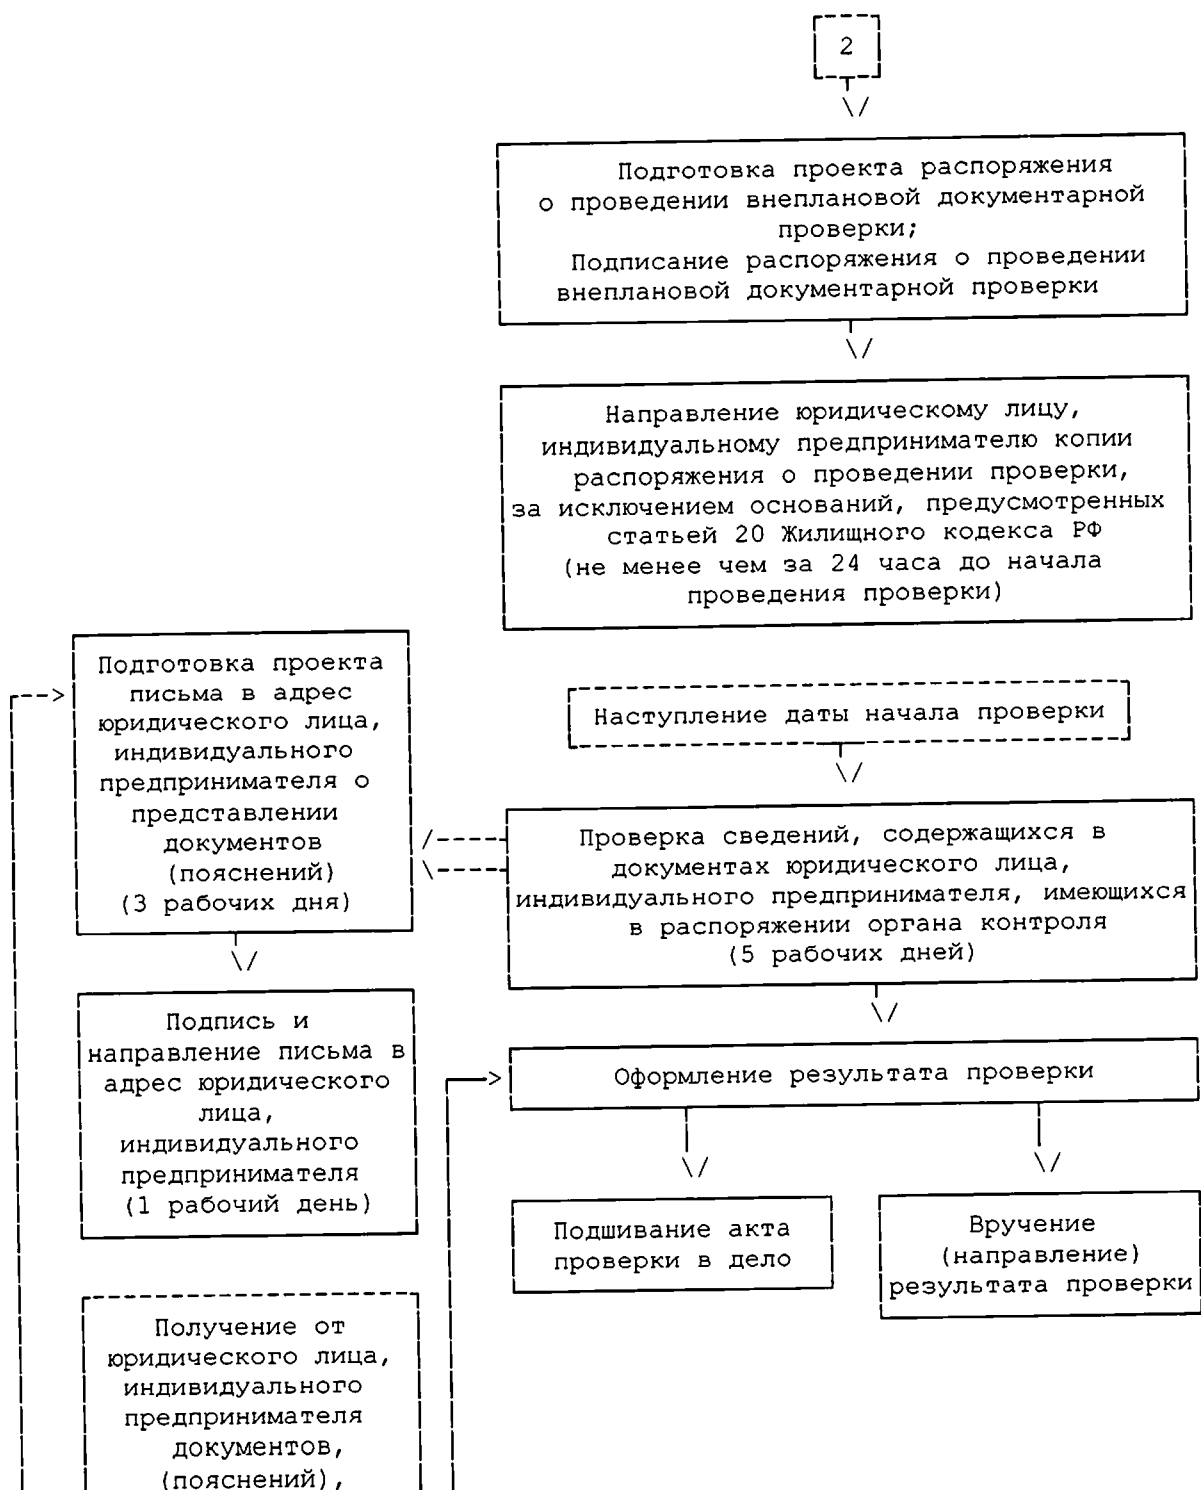 2
Подготовка проекта распоряжения
о проведении внеплановой документарной
проверки;
Подписание распоряжения о проведении
внеплановой документарной проверки
Направление юридическому лицу,
индивидуальному предпринимателю копии
распоряжения о проведении проверки,
за исключением оснований, предусмотренных
статьей 20 Жилищного кодекса РФ
(не менее чем за 24 часа до начала
проведения проверки)
Наступление даты начала проверки
Проверка сведений, содержащихся в
документах юридического лица,
индивидуального предпринимателя, имеющихся
в распоряжении органа контроля
(5 рабочих дней)
Подготовка проекта
письма в адрес
юридического лица,
индивидуального
предпринимателя о
представлении
документов
(пояснений)
(3 рабочих дня)
Подпись и
направление письма в
адрес юридического
лица,
индивидуального
предпринимателя
(1 рабочий день)
Оформление результата проверки
Подшивание акта
проверки в дело
Вручение
(направление)
результата проверки
Получение от
юридического лица,
индивидуального
предпринимателя
документов,
(пояснений),